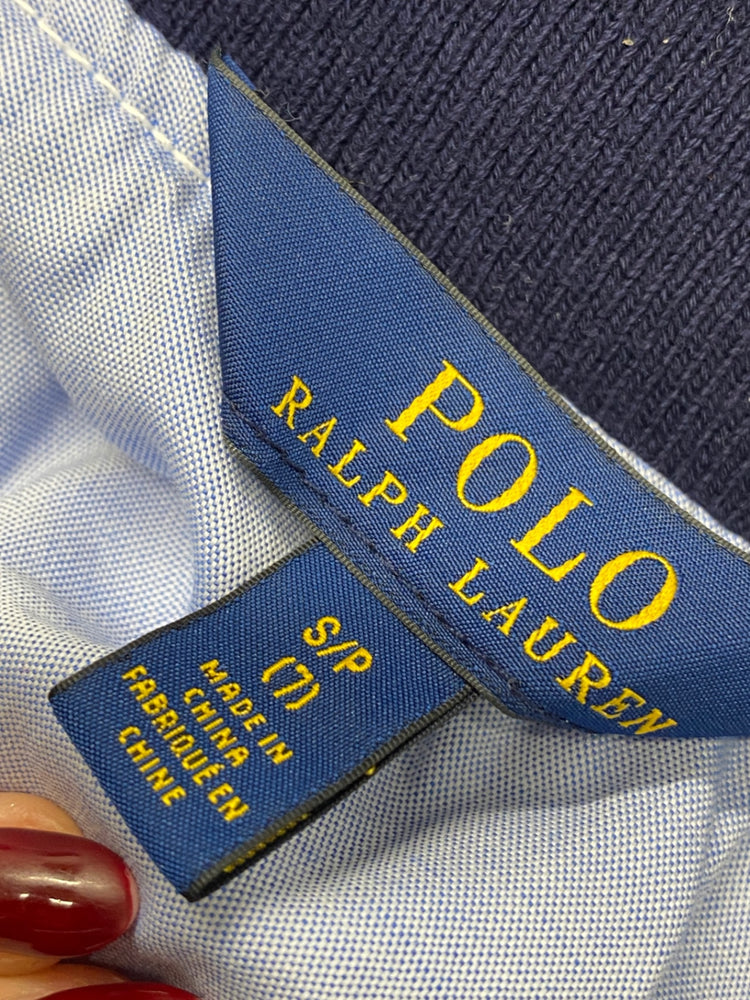 POLO
RALPH LAUREN
S/P
(7)
MADE IN
CHINA
FABRIQUÉ EN
CHINE